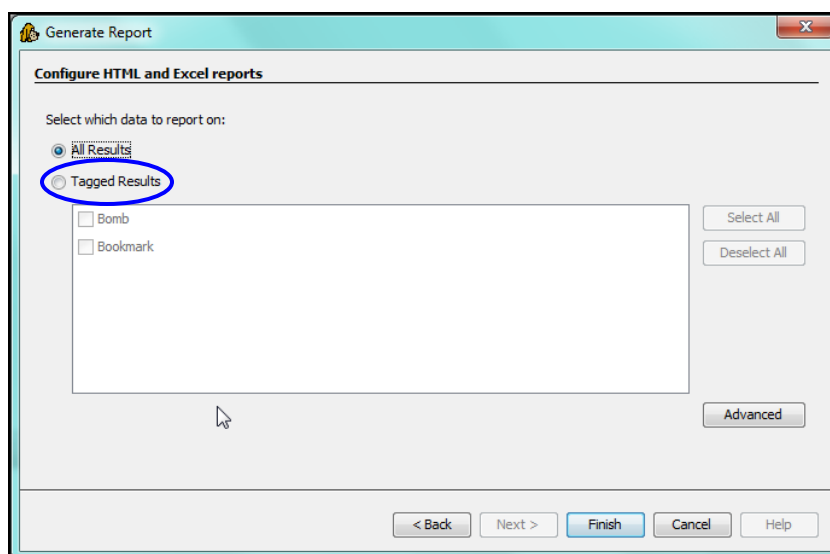 Generate Report
Configure HTML and Excel reports
Select which data to report on:
All Results
Tagged Results
Bomb
Bookmark
Select All
Deselect All
Advanced
< Back Next > Finish Cancel Help